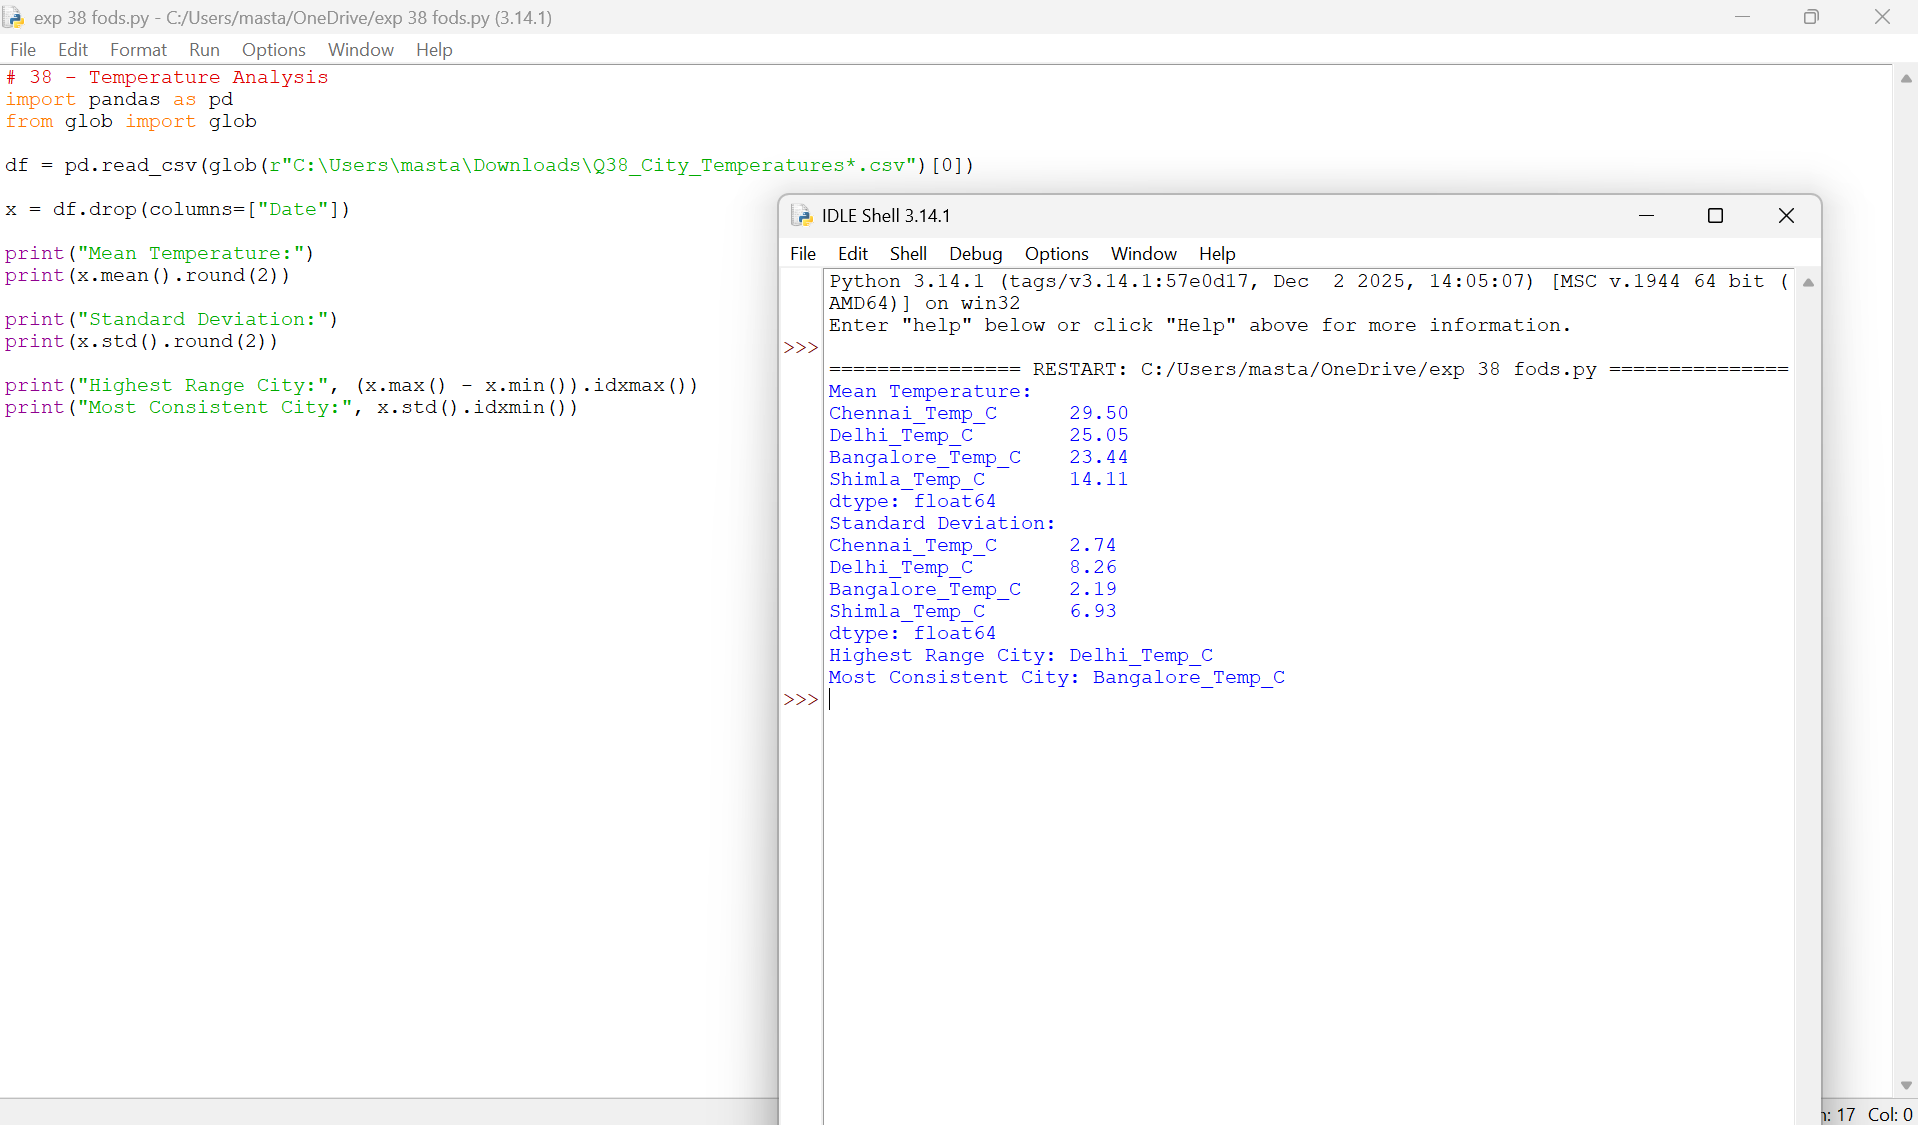 exp 38 fods.py - C:/Users/masta/OneDrive/exp 38 fods.py (3.14.1)
File Edit Format Run Options Window Help
# 38 - Temperature Analysis
import pandas as pd
from glob import glob
df = pd.read_csv(glob(r"C:\Users\masta\Downloads\Q38_City_Temperatures*.csv")[0])
x = df.drop(columns=["Date"])
print("Mean Temperature:")
print(x.mean().round(2))
print("Standard Deviation:")
print(x.std().round(2))
print("Highest Range City:", (x.max() - x.min()).idxmax())
print("Most Consistent City:", x.std().idxmin())
IDLE Shell 3.14.1
File Edit Shell Debug Options Window Help
Python 3.14.1 (tags/v3.14.1:57e0d17, Dec  2 2025, 14:05:07) [MSC v.1944 64 bit (
AMD64)] on win32
Enter "help" below or click "Help" above for more information.
>>>
================ RESTART: C:/Users/masta/OneDrive/exp 38 fods.py ===============
Mean Temperature:
Chennai_Temp_C      29.50
Delhi_Temp_C        25.05
Bangalore_Temp_C    23.44
Shimla_Temp_C       14.11
dtype: float64
Standard Deviation:
Chennai_Temp_C      2.74
Delhi_Temp_C        8.26
Bangalore_Temp_C    2.19
Shimla_Temp_C       6.93
dtype: float64
Highest Range City: Delhi_Temp_C
Most Consistent City: Bangalore_Temp_C
>>>
: 17 Col: 0